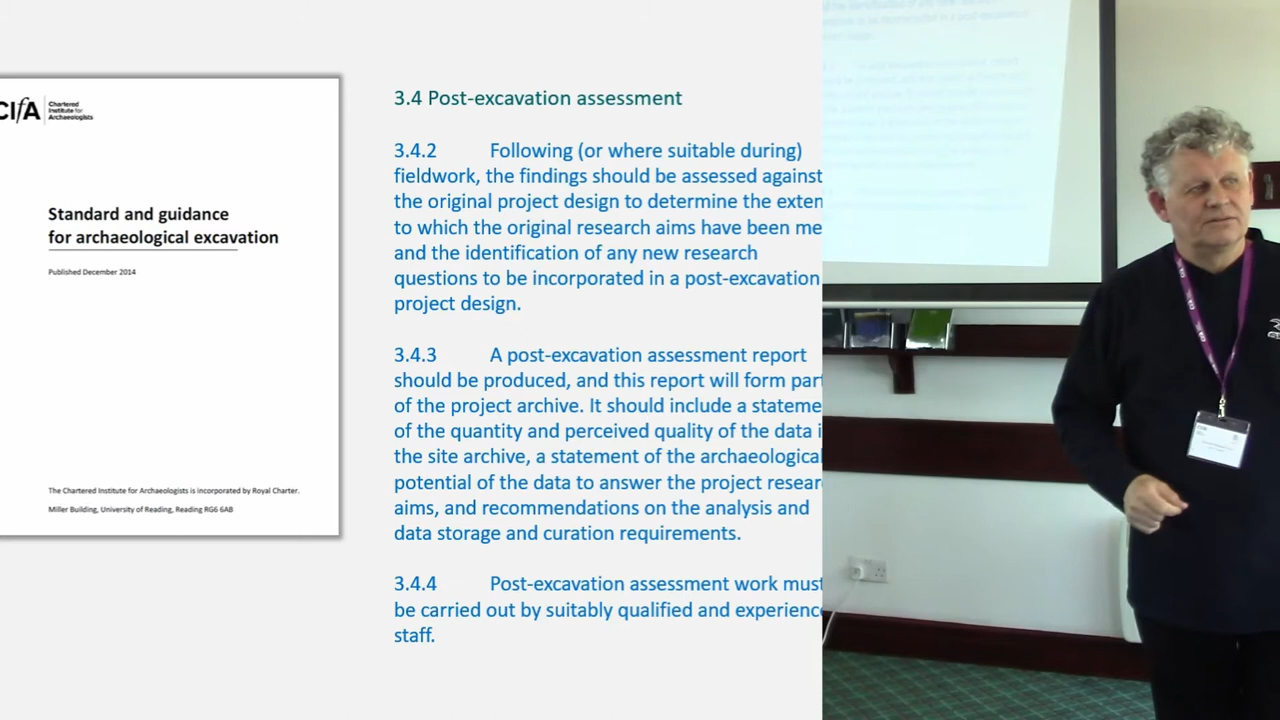 CIfA
Chartered
Institute for
Archaeologists
Standard and guidance
for archaeological excavation
Published December 2014
The Chartered Institute for Archaeologists is incorporated by Royal Charter.
Miller Building, University of Reading, Reading RG6 6AB
3.4 Post-excavation assessment
3.4.2 Following (or where suitable during)
fieldwork, the findings should be assessed against
the original project design to determine the exten
to which the original research aims have been me
and the identification of any new research
questions to be incorporated in a post-excavation
project design.
3.4.3 A post-excavation assessment report
should be produced, and this report will form part
of the project archive. It should include a stateme
of the quantity and perceived quality of the data i
the site archive, a statement of the archaeological
potential of the data to answer the project resear
aims, and recommendations on the analysis and
data storage and curation requirements.
3.4.4 Post-excavation assessment work must
be carried out by suitably qualified and experience
staff.